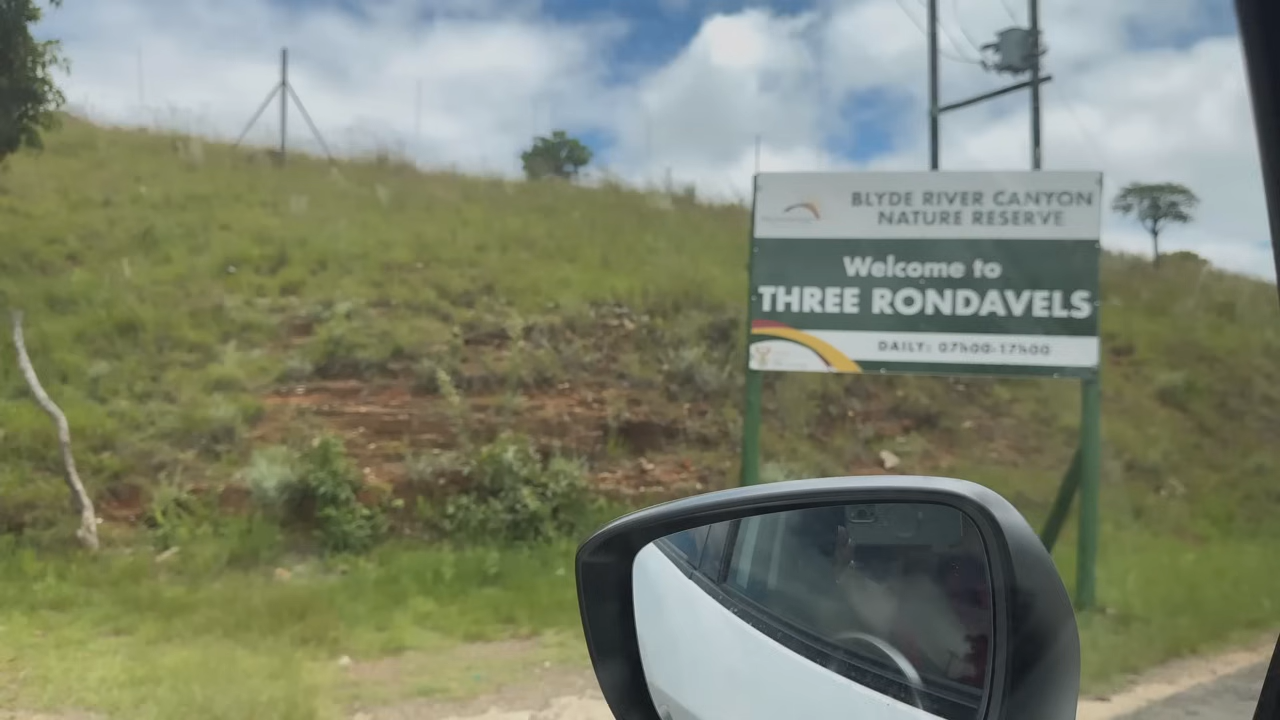 BLYDE RIVER CANYON
NATURE RESERVE
Welcome to
THREE RONDAVELS
DAILY: 07h00-17h00